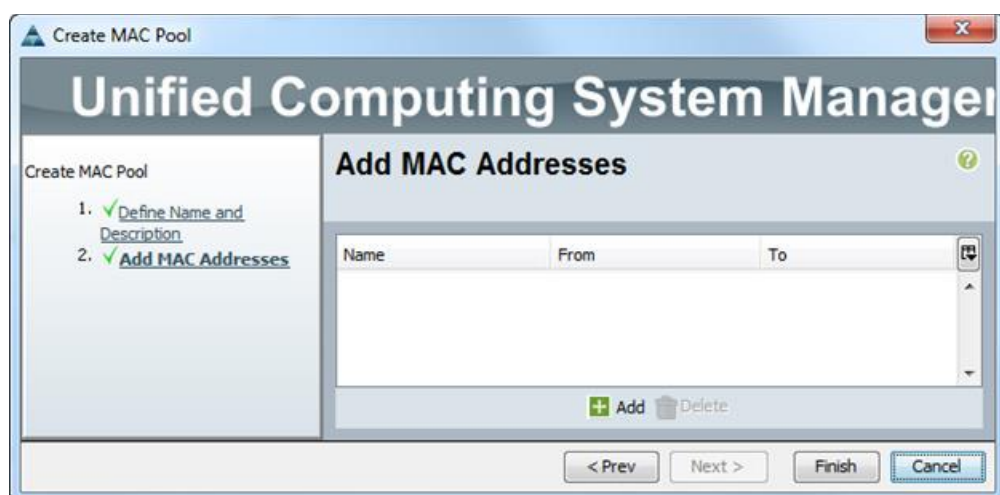 Create MAC Pool
Unified Computing System Manager
Create MAC Pool
1. Define Name and
Description
2. Add MAC Addresses
Add MAC Addresses
Name From To
Add Delete
< Prev Next > Finish Cancel